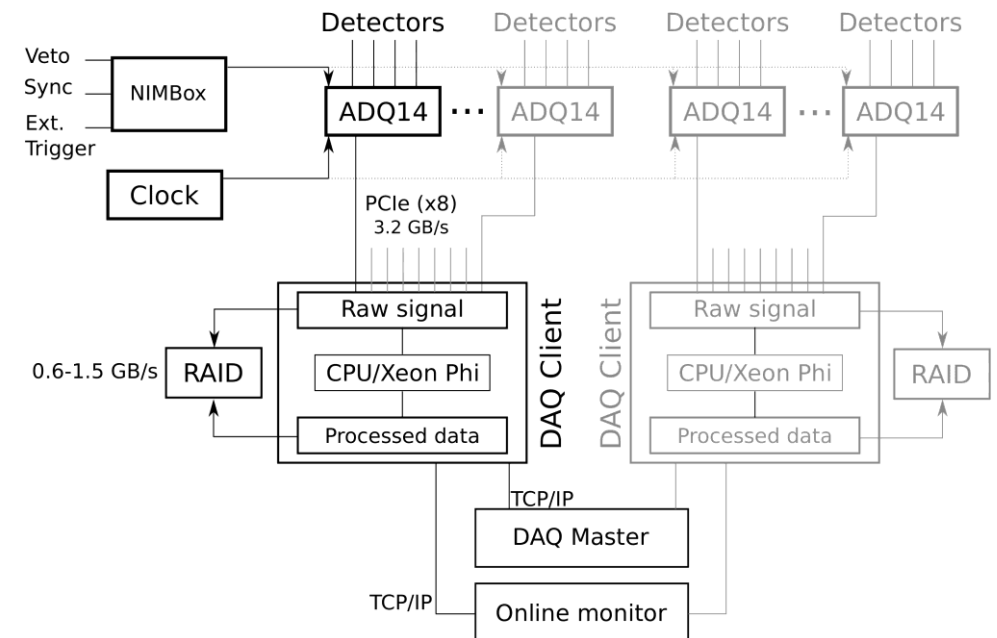 Detectors
Detectors
Detectors
Detectors
Veto
Sync
Ext.
Trigger
NIMBox
ADQ14
...
ADQ14
ADQ14
...
ADQ14
Clock
PCIe (x8)
3.2 GB/s
Raw signal
CPU/Xeon Phi
Processed data
DAQ Client
RAID
0.6-1.5 GB/s
DAQ Client
Raw signal
CPU/Xeon Phi
Processed data
RAID
TCP/IP
DAQ Master
TCP/IP
Online monitor